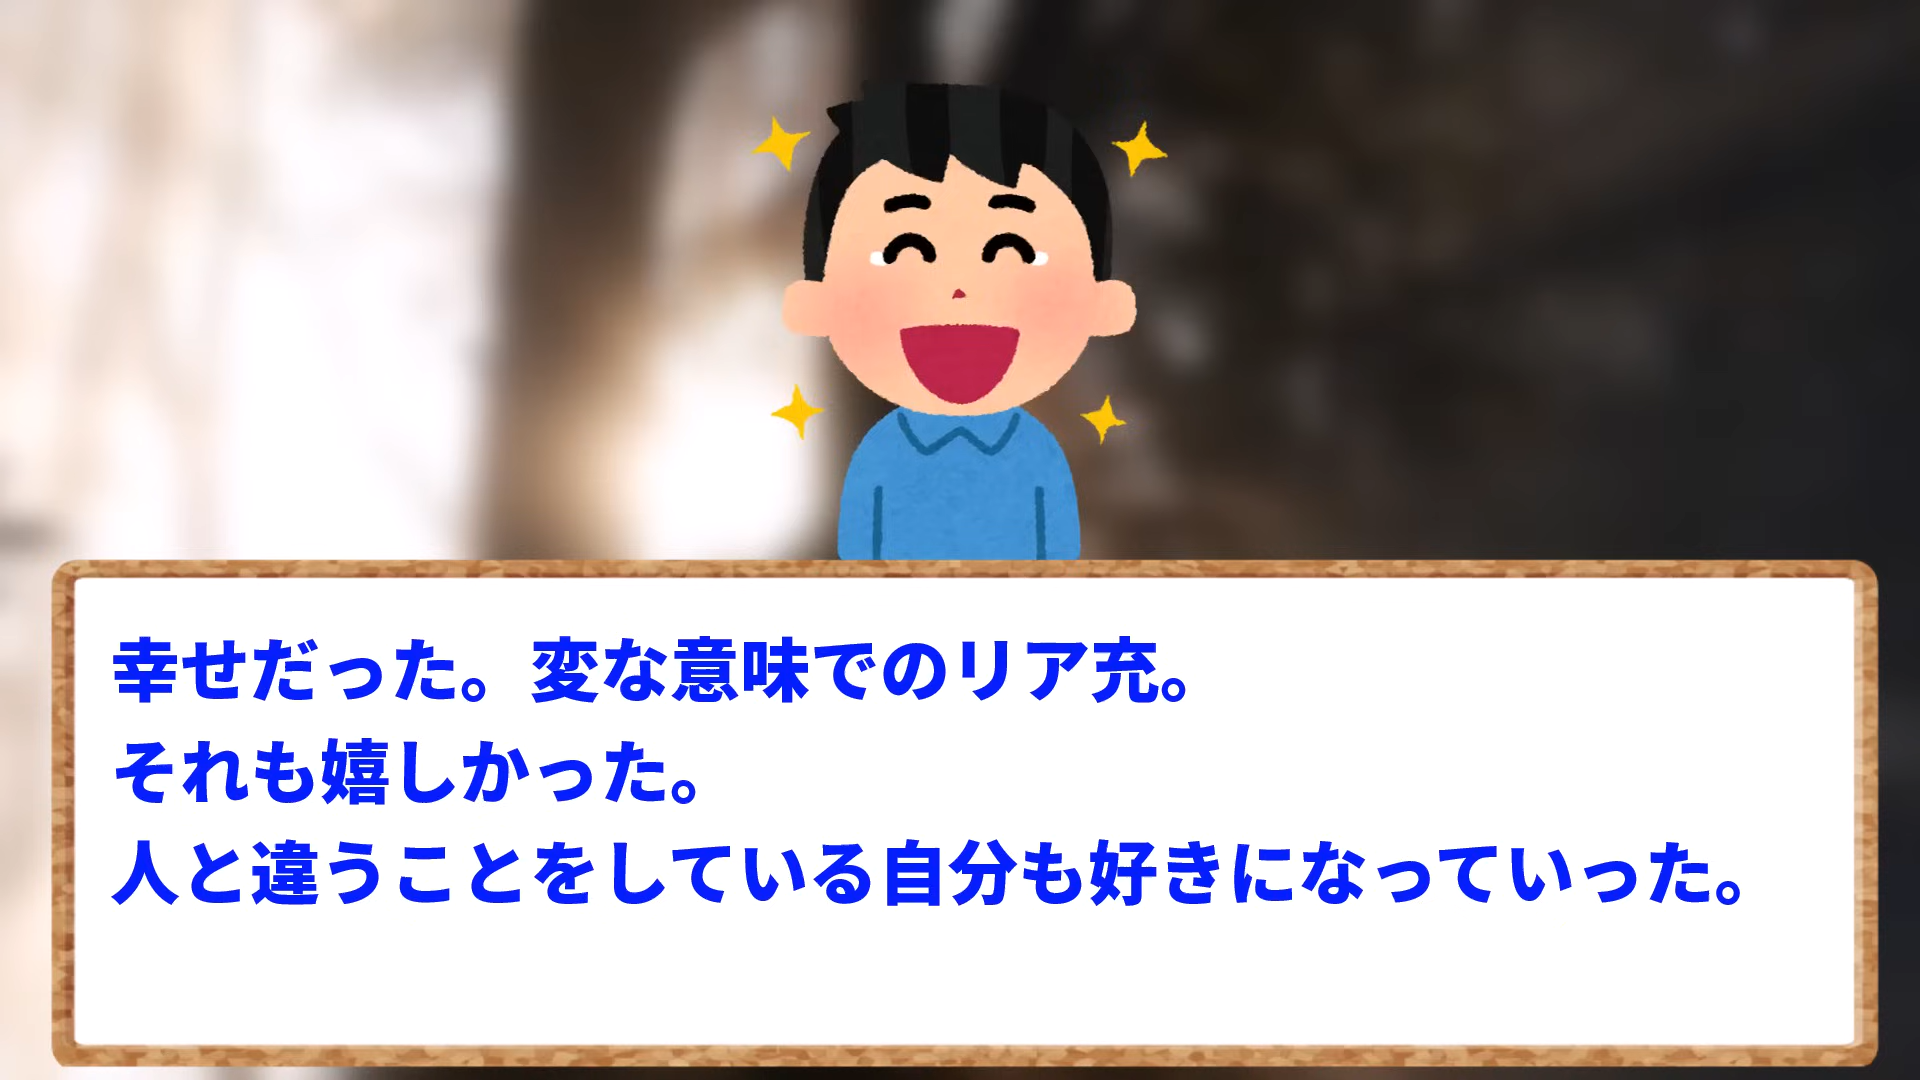 幸せだった。変な意味でのリア充。
それも嬉しかった。
人と違うことをしている自分も好きになっていった。